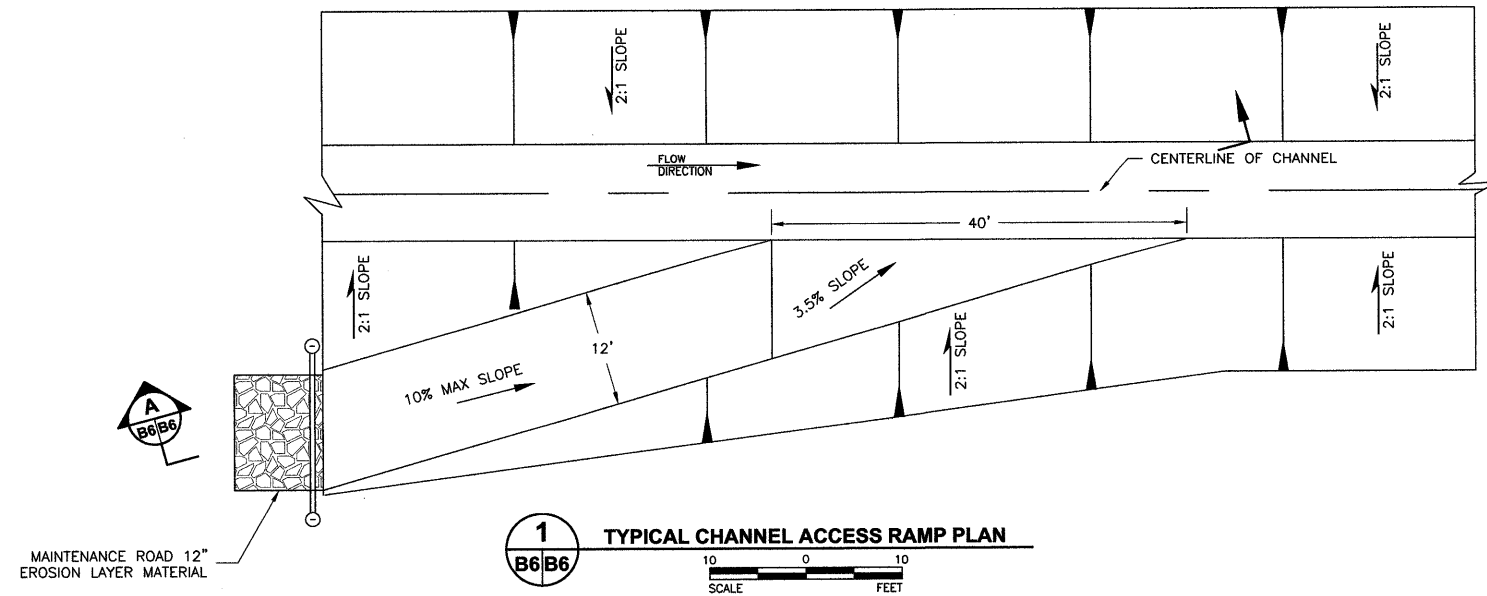 2:1 SLOPE
2:1 SLOPE
FLOW
DIRECTION
CENTERLINE OF CHANNEL
40'
2:1 SLOPE
3.5% SLOPE
2:1 SLOPE
12'
2:1 SLOPE
10% MAX SLOPE
A
B6 B6
MAINTENANCE ROAD 12"
EROSION LAYER MATERIAL
1
B6 B6
TYPICAL CHANNEL ACCESS RAMP PLAN
10 0 10
SCALE FEET